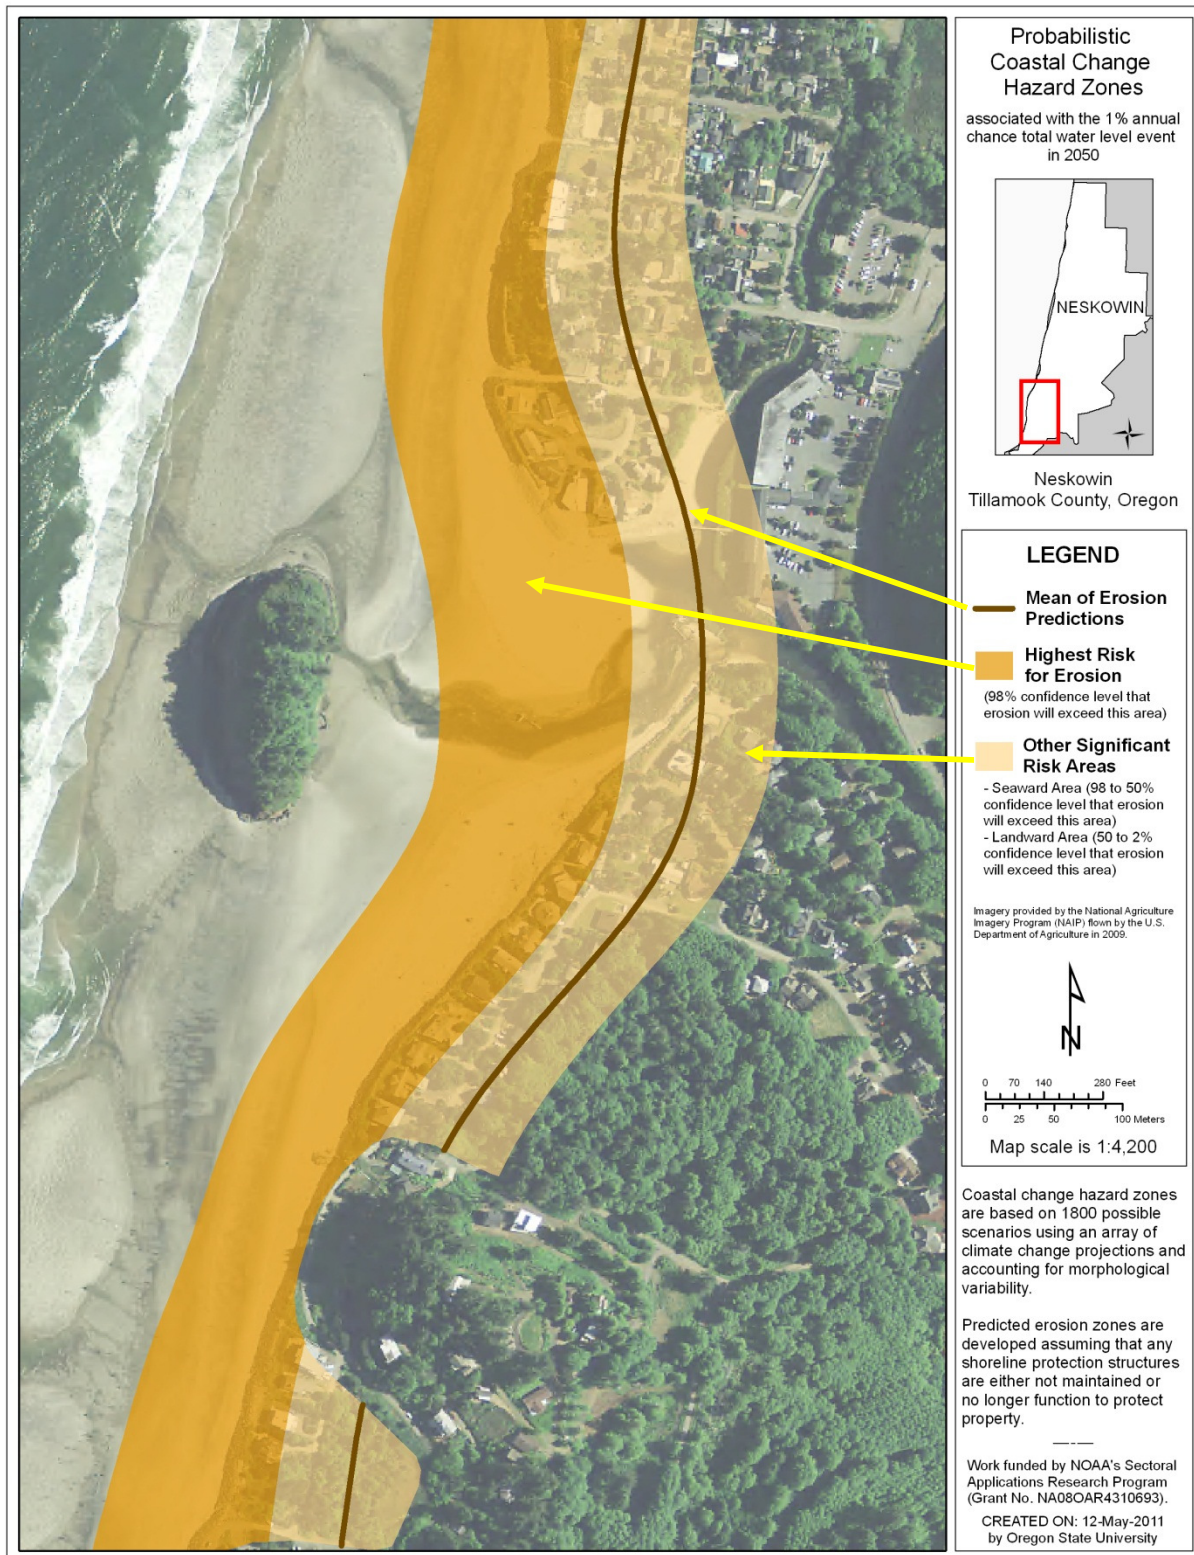 Probabilistic
Coastal Change
Hazard Zones
associated with the 1% annual
chance total water level event
in 2050
NESKOWIN
Neskowin
Tillamook County, Oregon
LEGEND
Mean of Erosion
Predictions
Highest Risk
for Erosion
(98% confidence level that
erosion will exceed this area)
Other Significant
Risk Areas
- Seaward Area (98 to 50%
confidence level that erosion
will exceed this area)
- Landward Area (50 to 2%
confidence level that erosion
will exceed this area)
Imagery provided by the National Agriculture
Imagery Program (NAIP) flown by the U.S.
Department of Agriculture in 2009.
N
0 70 140 280 Feet
0 25 50 100 Meters
Map scale is 1:4,200
Coastal change hazard zones
are based on 1800 possible
scenarios using an array of
climate change projections and
accounting for morphological
variability.
Predicted erosion zones are
developed assuming that any
shoreline protection structures
are either not maintained or
no longer function to protect
property.
Work funded by NOAA's Sectoral
Applications Research Program
(Grant No. NA08OAR4310693).
CREATED ON: 12-May-2011
by Oregon State University